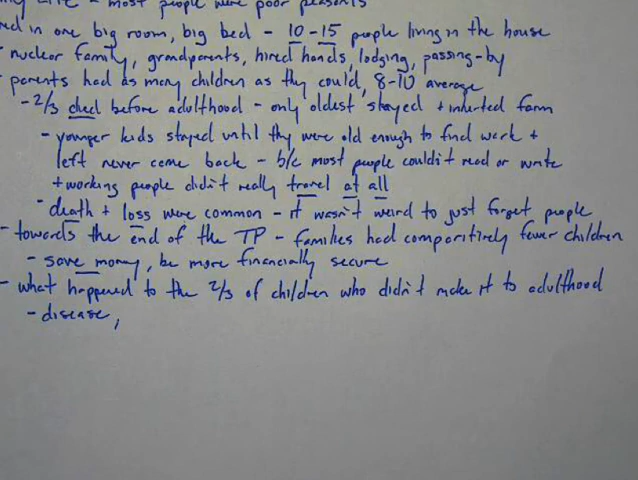 Life - most people were poor peasants
ed in one big room, big bed - 10-15 people living in the house
- nuclear family, grandparents, hired hands, lodging, passing-by
- parents had as many children as they could, 8-10 average
- 2/3 died before adulthood - only oldest stayed + inherited farm
- younger kids stayed until they were old enough to find work +
left never come back - b/c most people couldn't read or write
+ working people didn't really travel at all
- death + loss were common - it wasn't weird to just forget people
- towards the end of the TP - families had comparitively fewer children
- save money, be more financially secure
- what happened to the 2/3 of children who didn't make it to adulthood
- disease,